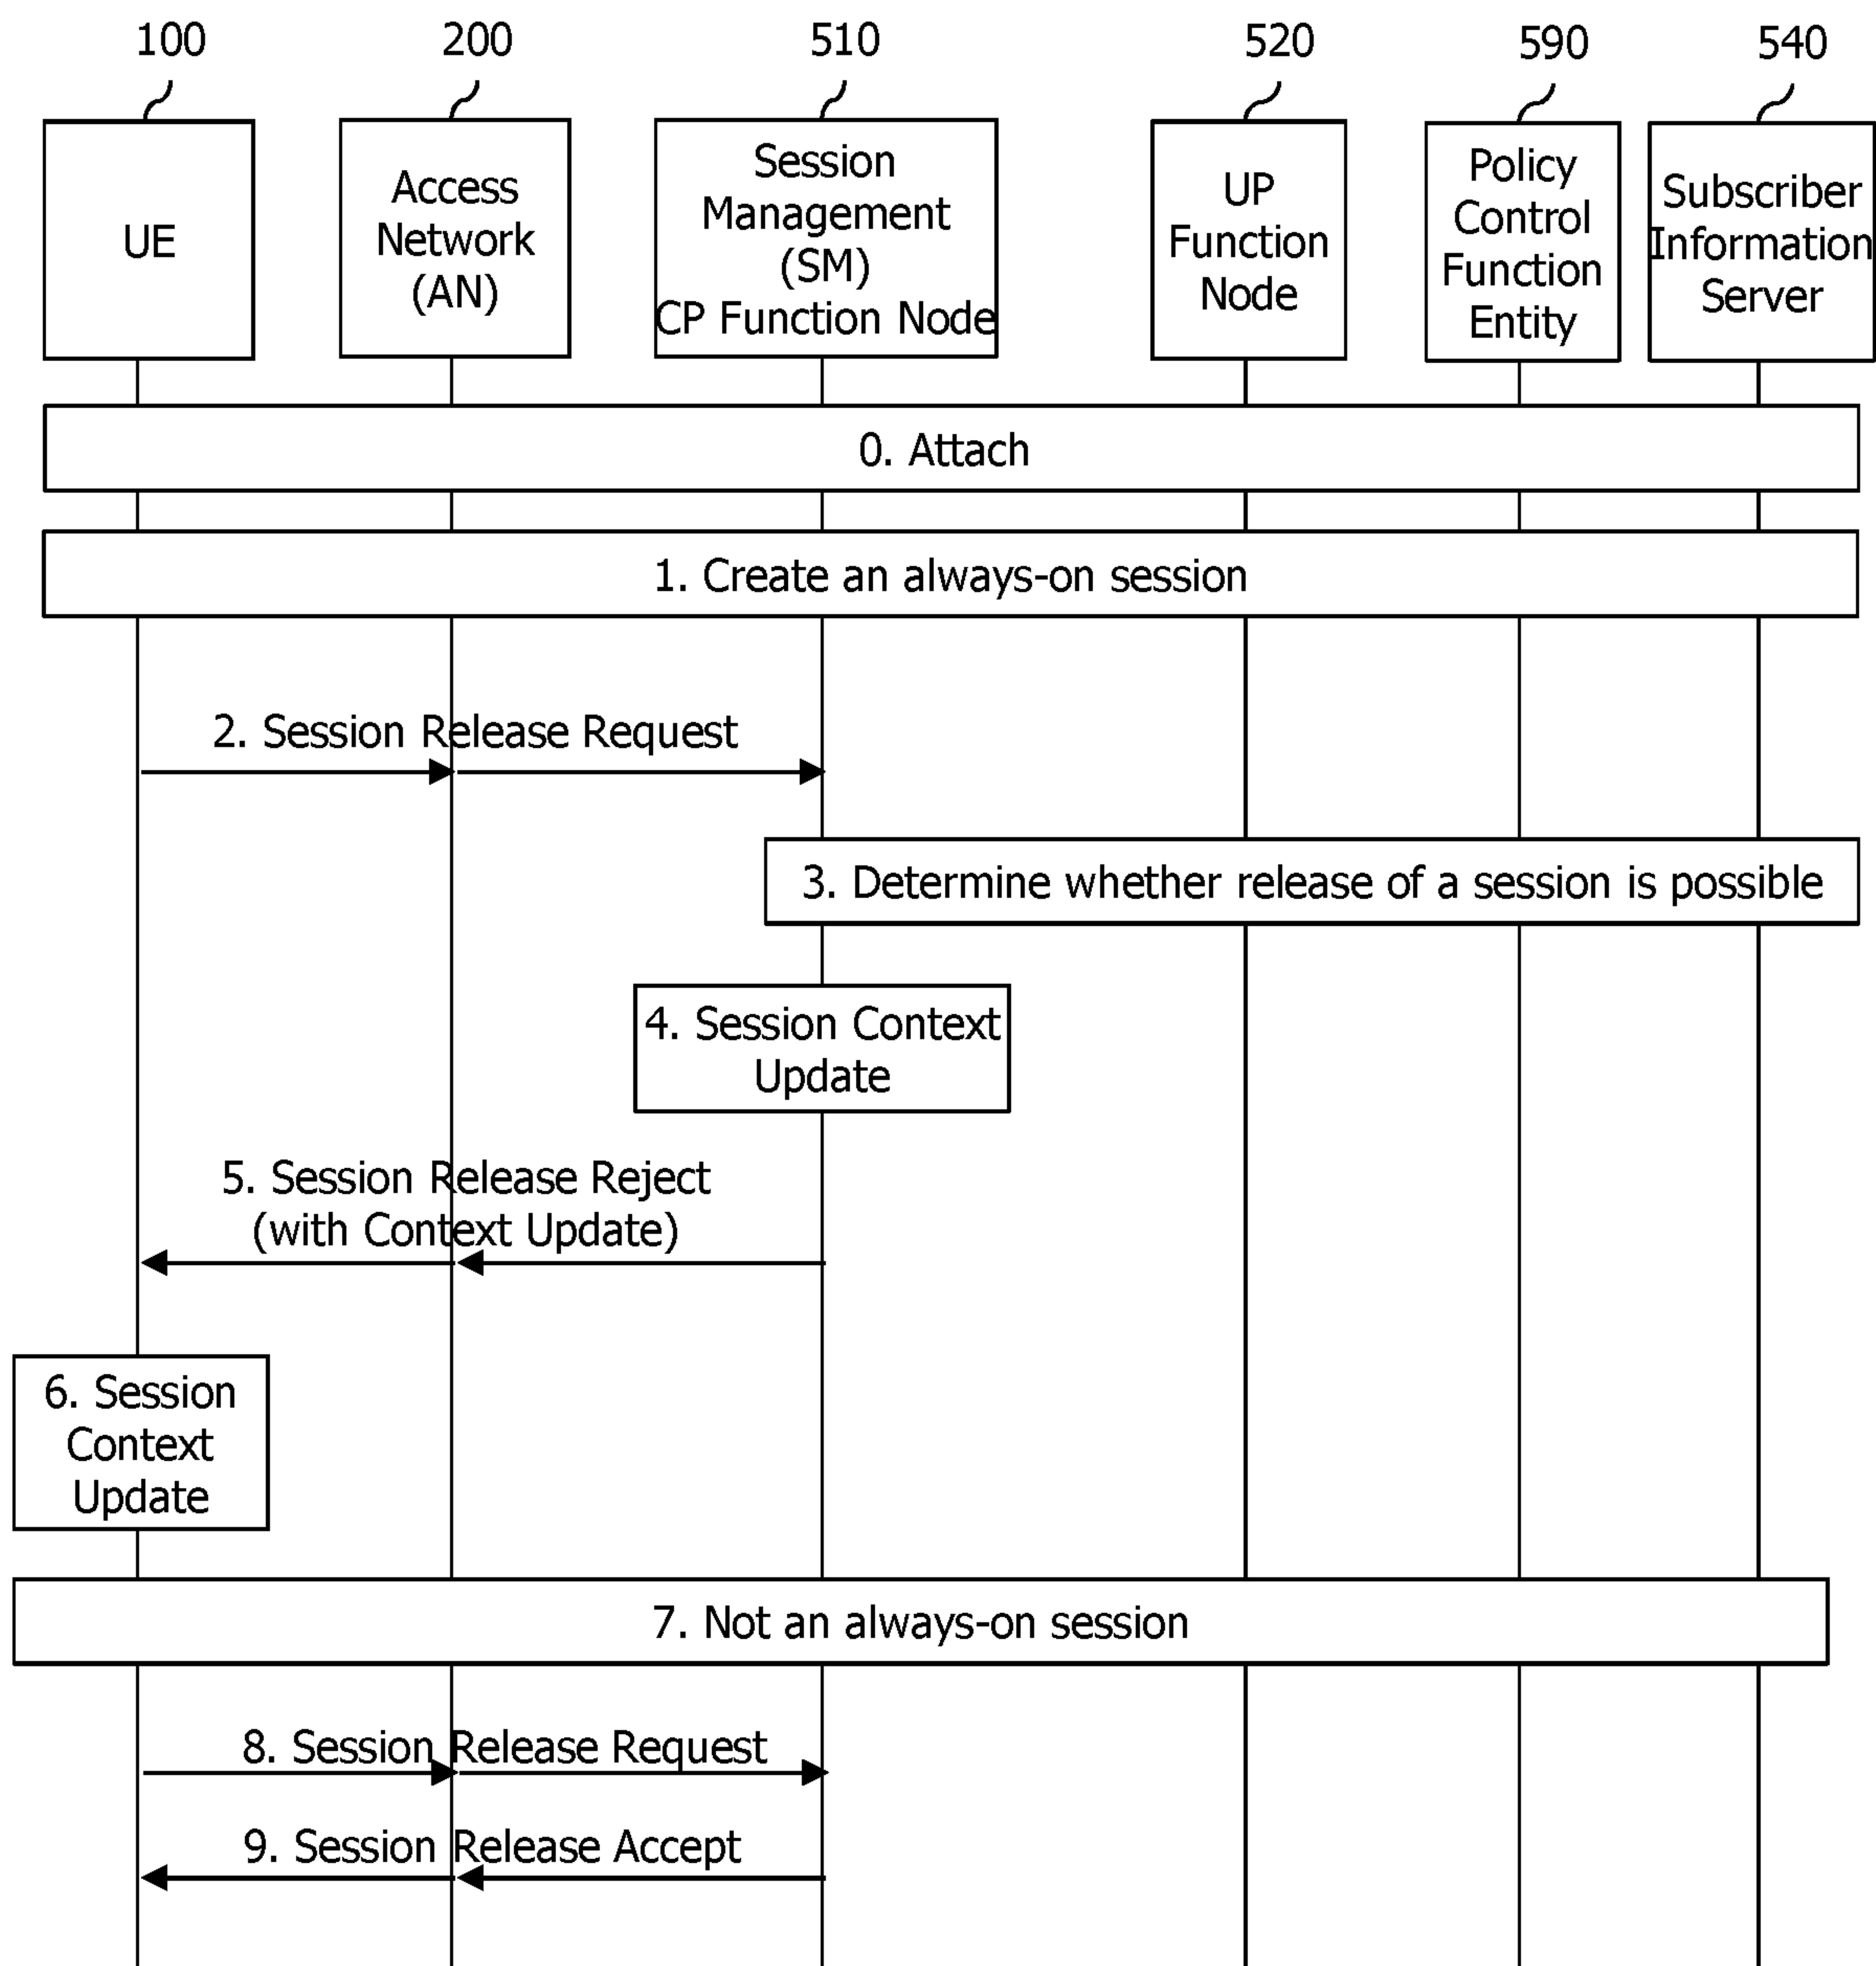 100
200
510
520
590
540
UE
Access
Network
(AN)
Session
Management
(SM)
CP Function Node
UP
Function
Node
Policy
Control
Function
Entity
Subscriber
Information
Server
0. Attach
1. Create an always-on session
2. Session Release Request
3. Determine whether release of a session is possible
4. Session Context
Update
5. Session Release Reject
(with Context Update)
6. Session
Context
Update
7. Not an always-on session
8. Session Release Request
9. Session Release Accept